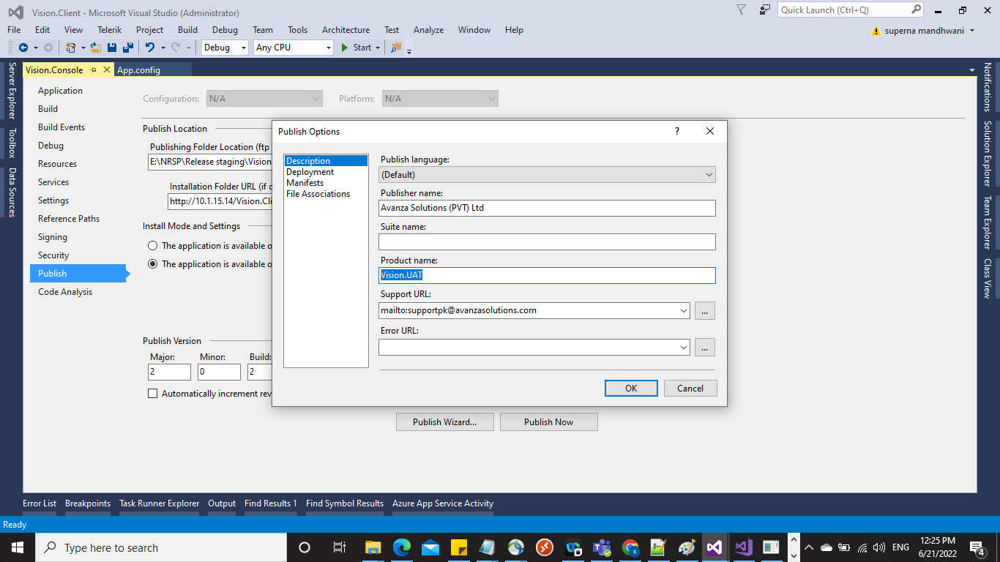 Vision.Client - Microsoft Visual Studio (Administrator)
Quick Launch (Ctrl+Q)
File Edit View Telerik Project Build Debug Team Tools Architecture Test Analyze Window Help
superna mandhwani
Debug Any CPU Start
Vision.Console App.config
Server Explorer
Toolbox
Data Sources
Application
Build
Build Events
Debug
Resources
Services
Settings
Reference Paths
Signing
Security
Publish
Code Analysis
Configuration: N/A Platform: N/A
Publish Location
Publishing Folder Location (ftp
E:\NRSP\Release staging\Vision
Installation Folder URL (if
http://10.1.15.14/Vision.Cli
Install Mode and Settings
The application is available o
The application is available o
Publish Version
Major: Minor: Build:
2 0 2
Automatically increment rev
Publish Wizard... Publish Now
Publish Options
?
Description
Deployment
Manifests
File Associations
Publish language:
(Default)
Publisher name:
Avanza Solutions (PVT) Ltd
Suite name:
Product name:
Vision.UAT
Support URL:
mailto:supportpk@avanzasolutions.com
...
Error URL:
...
OK Cancel
Notifications
Solution Explorer
Team Explorer
Class View
Error List Breakpoints Task Runner Explorer Output Find Results 1 Find Symbol Results Azure App Service Activity
Ready
Type here to search
ENG
12:25 PM
6/21/2022
4